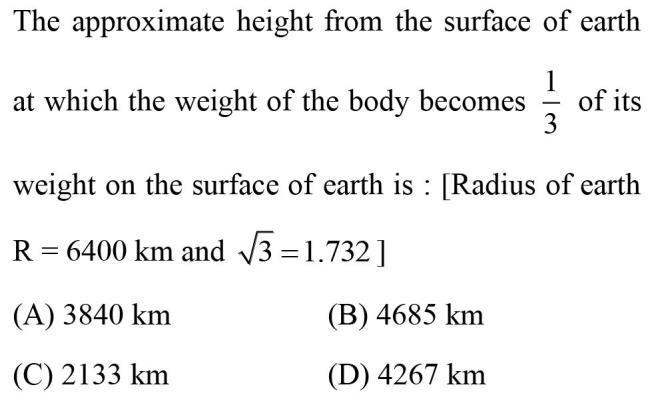 The approximate height from the surface of earth
at which the weight of the body becomes 1/3 of its
weight on the surface of earth is : [Radius of earth
R = 6400 km and √3 = 1.732 ]
(A) 3840 km (B) 4685 km
(C) 2133 km (D) 4267 km